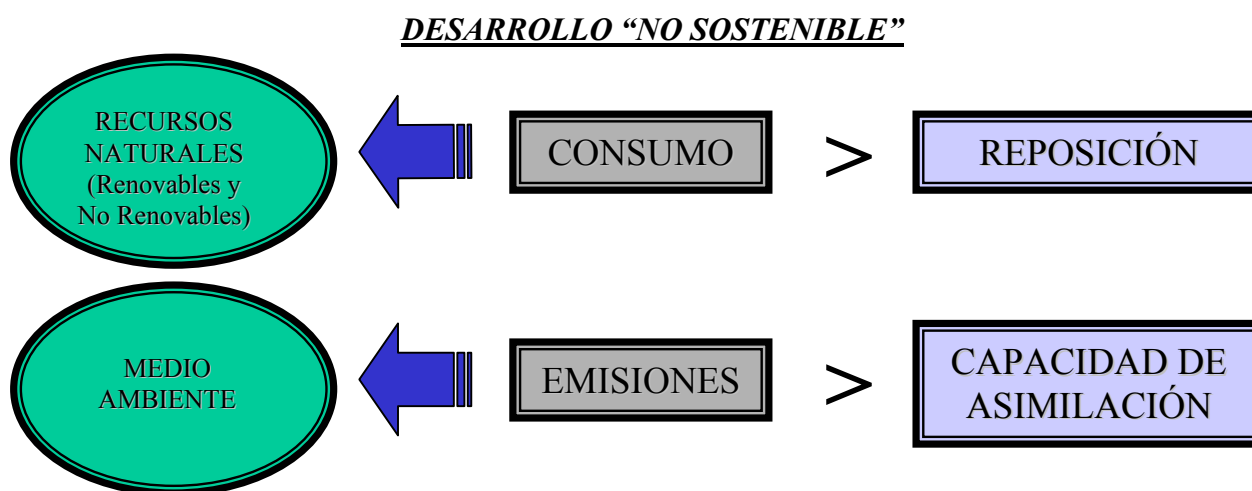 DESARROLLO “NO SOSTENIBLE”
RECURSOS
NATURALES
(Renovables y
No Renovables)
CONSUMO
>
REPOSICIÓN
MEDIO
AMBIENTE
EMISIONES
>
CAPACIDAD DE
ASIMILACIÓN